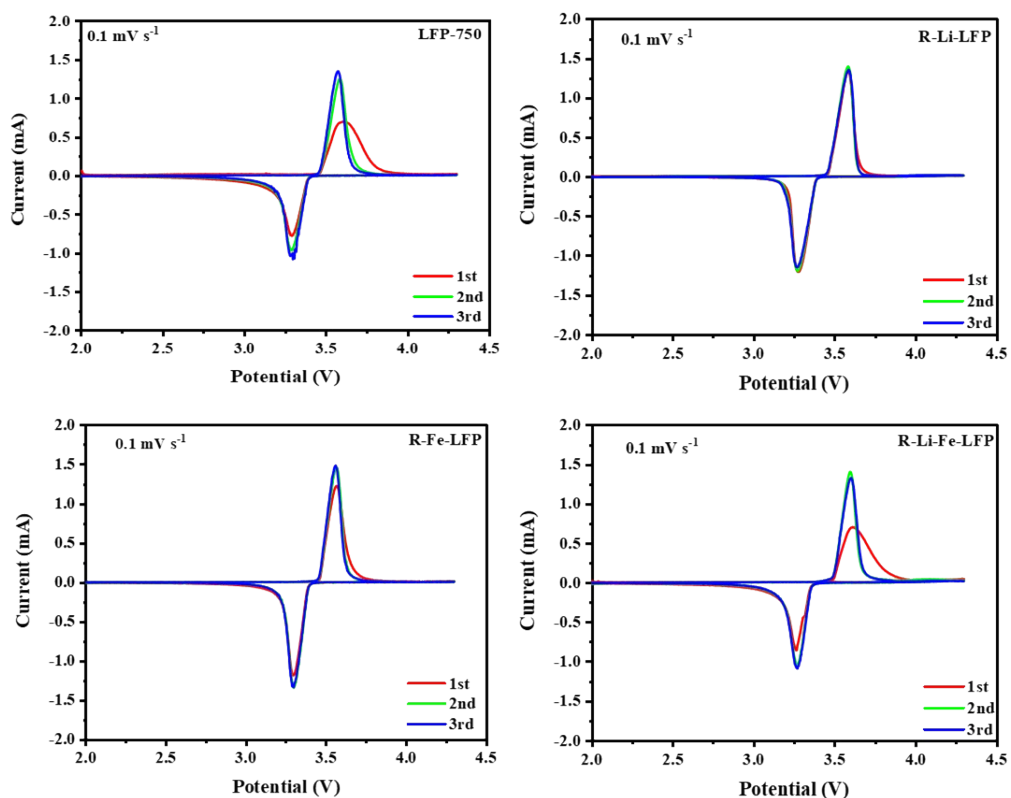 0.1 mV s⁻¹
LFP-750
2.0
1.5
1.0
0.5
0.0
-0.5
-1.0
-1.5
-2.0
Current (mA)
1st
2nd
3rd
2.0 2.5 3.0 3.5 4.0 4.5
Potential (V)
0.1 mV s⁻¹
R-Li-LFP
2.0
1.5
1.0
0.5
0.0
-0.5
-1.0
-1.5
-2.0
Current (mA)
1st
2nd
3rd
2.0 2.5 3.0 3.5 4.0 4.5
Potential (V)
0.1 mV s⁻¹
R-Fe-LFP
2.0
1.5
1.0
0.5
0.0
-0.5
-1.0
-1.5
-2.0
Current (mA)
1st
2nd
3rd
2.0 2.5 3.0 3.5 4.0 4.5
Potential (V)
0.1 mV s⁻¹
R-Li-Fe-LFP
2.0
1.5
1.0
0.5
0.0
-0.5
-1.0
-1.5
-2.0
Current (mA)
1st
2nd
3rd
2.0 2.5 3.0 3.5 4.0 4.5
Potential (V)